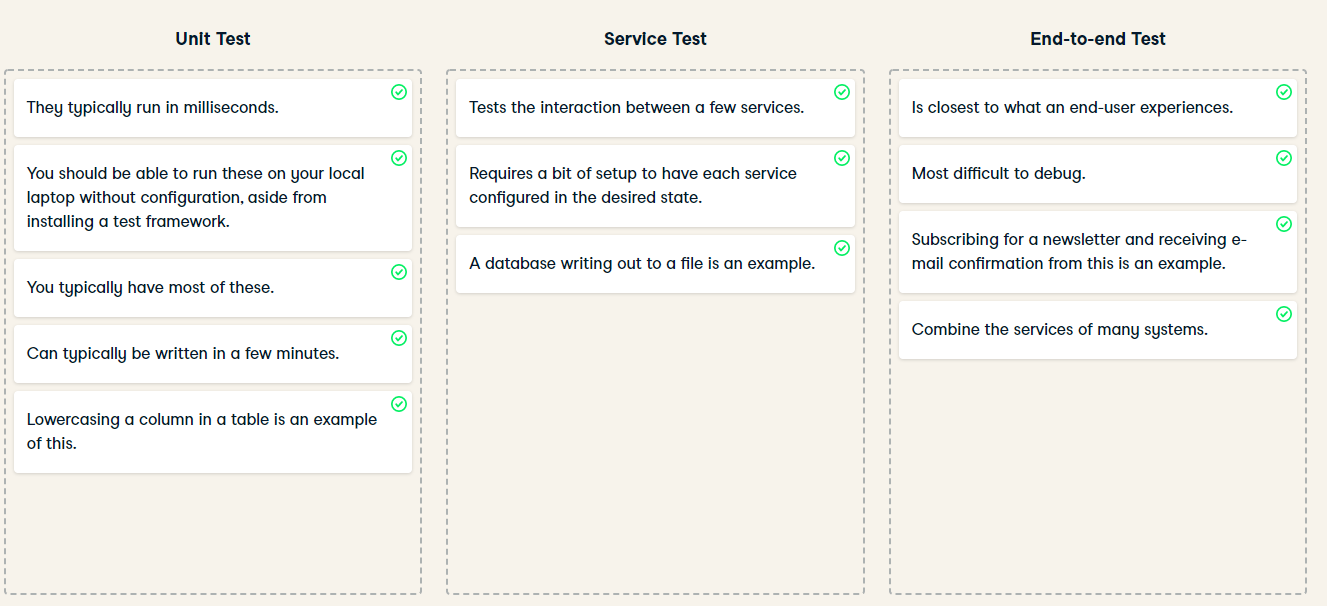 Unit Test
They typically run in milliseconds.
You should be able to run these on your local
laptop without configuration, aside from
installing a test framework.
You typically have most of these.
Can typically be written in a few minutes.
Lowercasing a column in a table is an example
of this.
Service Test
Tests the interaction between a few services.
Requires a bit of setup to have each service
configured in the desired state.
A database writing out to a file is an example.
End-to-end Test
Is closest to what an end-user experiences.
Most difficult to debug.
Subscribing for a newsletter and receiving e-
mail confirmation from this is an example.
Combine the services of many systems.